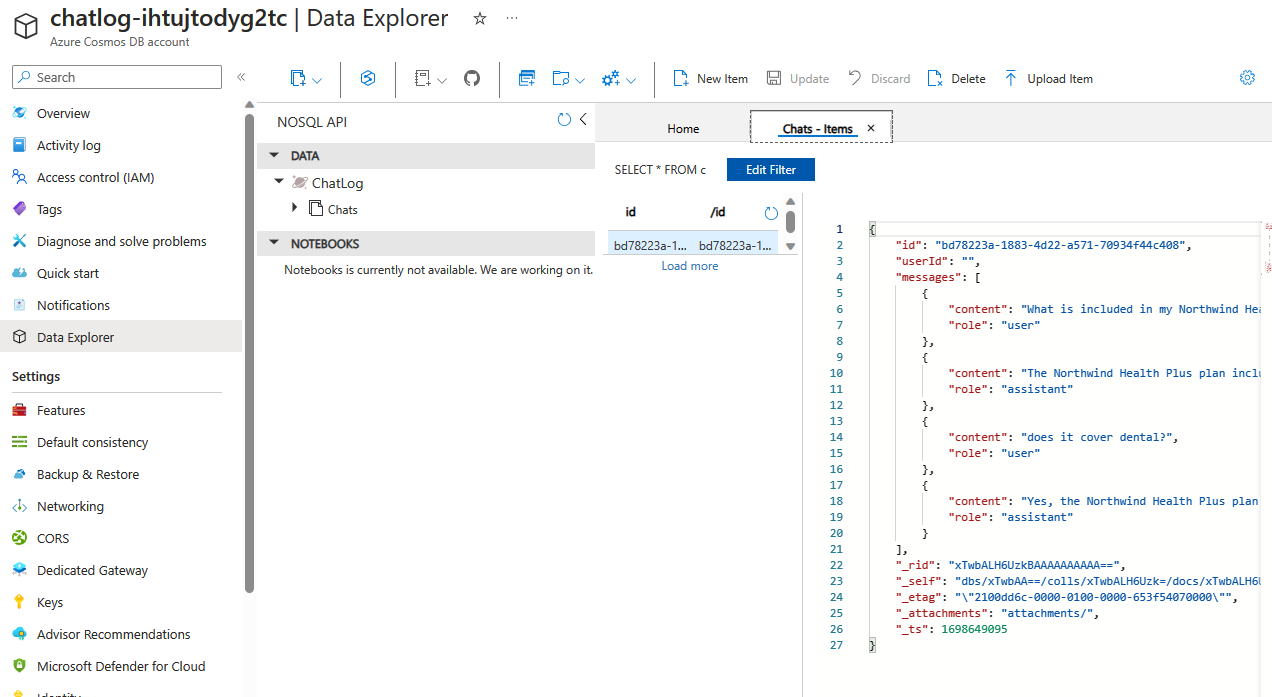 chatlog-ihtujtodyg2tc | Data Explorer
Azure Cosmos DB account
Search
Overview
Activity log
Access control (IAM)
Tags
Diagnose and solve problems
Quick start
Notifications
Data Explorer
Settings
Features
Default consistency
Backup & Restore
Networking
CORS
Dedicated Gateway
Keys
Advisor Recommendations
Microsoft Defender for Cloud
Identity
New Item Update Discard Delete Upload Item
NOSQL API
DATA
ChatLog
Chats
NOTEBOOKS
Notebooks is currently not available. We are working on it.
Home Chats - Items
SELECT * FROM c Edit Filter
id /id
bd78223a-1... bd78223a-1...
Load more
1 {
2 "id": "bd78223a-1883-4d22-a571-70934f44c408",
3 "userId": "",
4 "messages": [
5 {
6 "content": "What is included in my Northwind Hea
7 "role": "user"
8 },
9 {
10 "content": "The Northwind Health Plus plan inclu
11 "role": "assistant"
12 },
13 {
14 "content": "does it cover dental?",
15 "role": "user"
16 },
17 {
18 "content": "Yes, the Northwind Health Plus plan
19 "role": "assistant"
20 }
21 ],
22 "_rid": "xTwbALH6UzkBAAAAAAAAAA==",
23 "_self": "dbs/xTwbAA==/colls/xTwbALH6Uzk=/docs/xTwbALH6U
24 "_etag": "\"2100dd6c-0000-0100-0000-653f54070000\"",
25 "_attachments": "attachments/",
26 "_ts": 1698649095
27 }